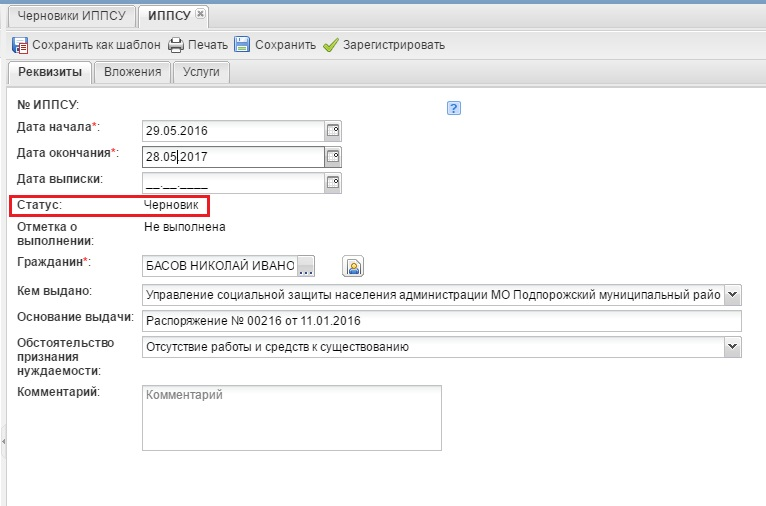 Черновики ИППСУ ИППСУ
Сохранить как шаблон Печать Сохранить Зарегистрировать
Реквизиты Вложения Услуги
№ ИППСУ: ?
Дата начала*: 29.05.2016
Дата окончания*: 28.05.2017
Дата выписки: __.__.____
Статус: Черновик
Отметка о выполнении: Не выполнена
Гражданин*: БАСОВ НИКОЛАЙ ИВАНО ...
Кем выдано: Управление социальной защиты населения администрации МО Подпорожский муниципальный райо
Основание выдачи: Распоряжение № 00216 от 11.01.2016
Обстоятельство признания нуждаемости: Отсутствие работы и средств к существованию
Комментарий: Комментарий